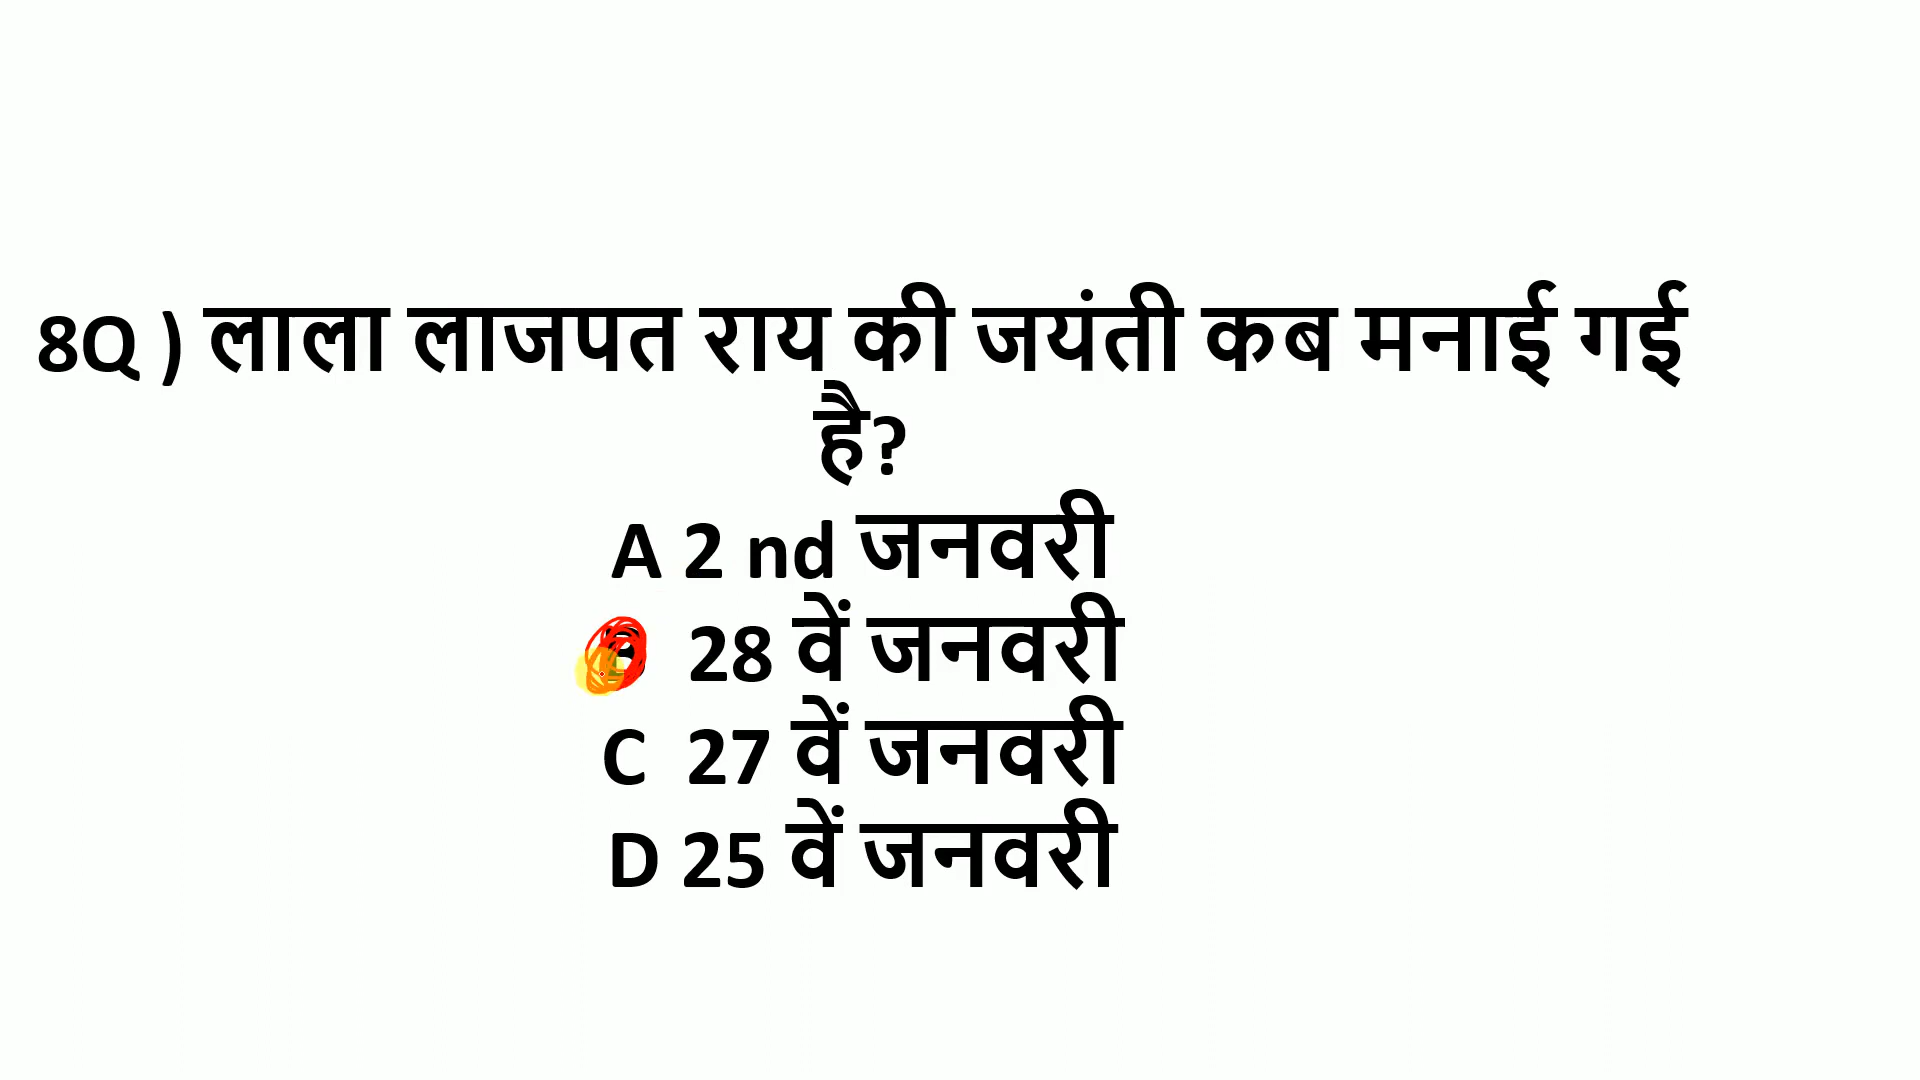 8Q ) लाला लाजपत राय की जयंती कब मनाई गई
है?
A 2 nd जनवरी
28 वें जनवरी
C 27 वें जनवरी
D 25 वें जनवरी